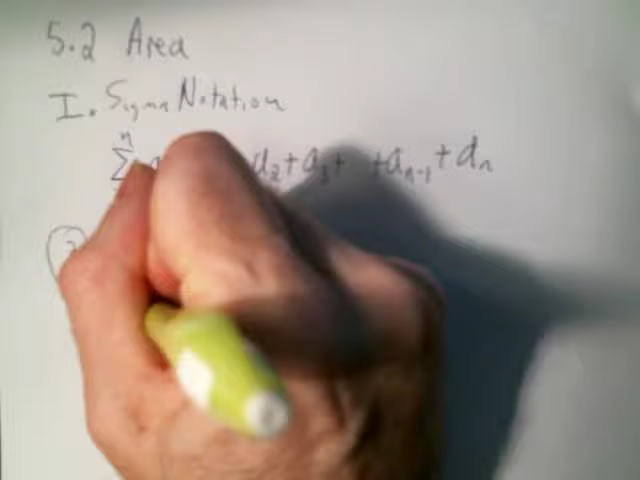 5.2 Area
I. Sigma Notation
n
∑ a₂+a₃+ +aₙ₋₁+aₙ